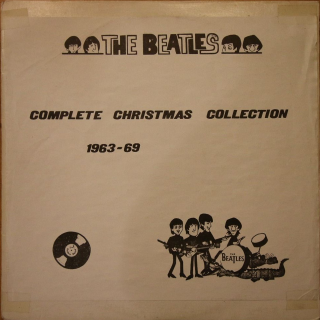 THE BEATLES
COMPLETE CHRISTMAS COLLECTION
1963-69
THE
BEATLES